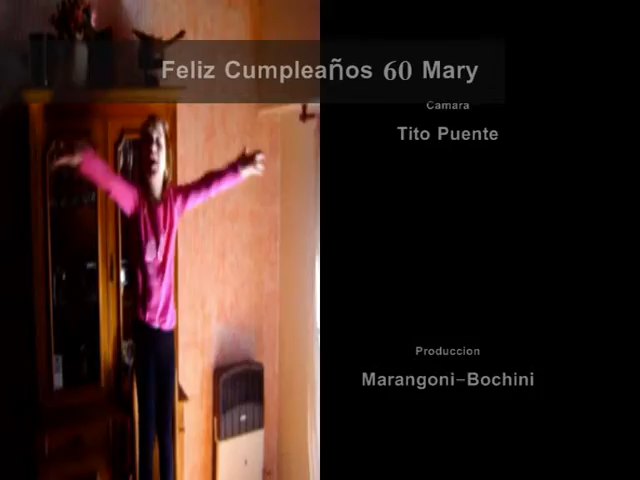 Feliz Cumpleaños 60 Mary
Camara
Tito Puente
Produccion
Marangoni-Bochini